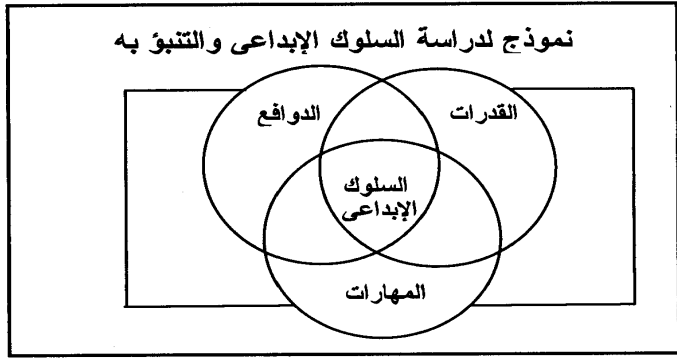 نموذج لدراسة السلوك الإبداعى والتنبؤ به
القدرات
الدوافع
السلوك
الإبداعى
المهارات